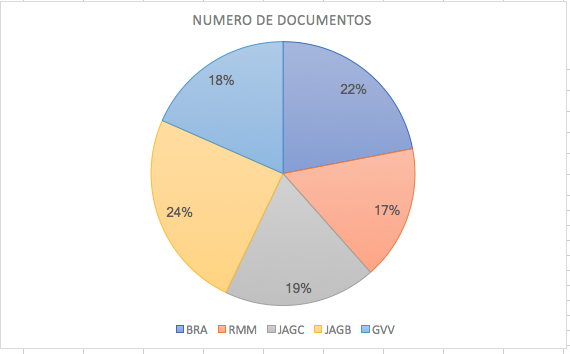 NUMERO DE DOCUMENTOS
18%
22%
17%
24%
19%
BRA RMM JAGC JAGB GVV